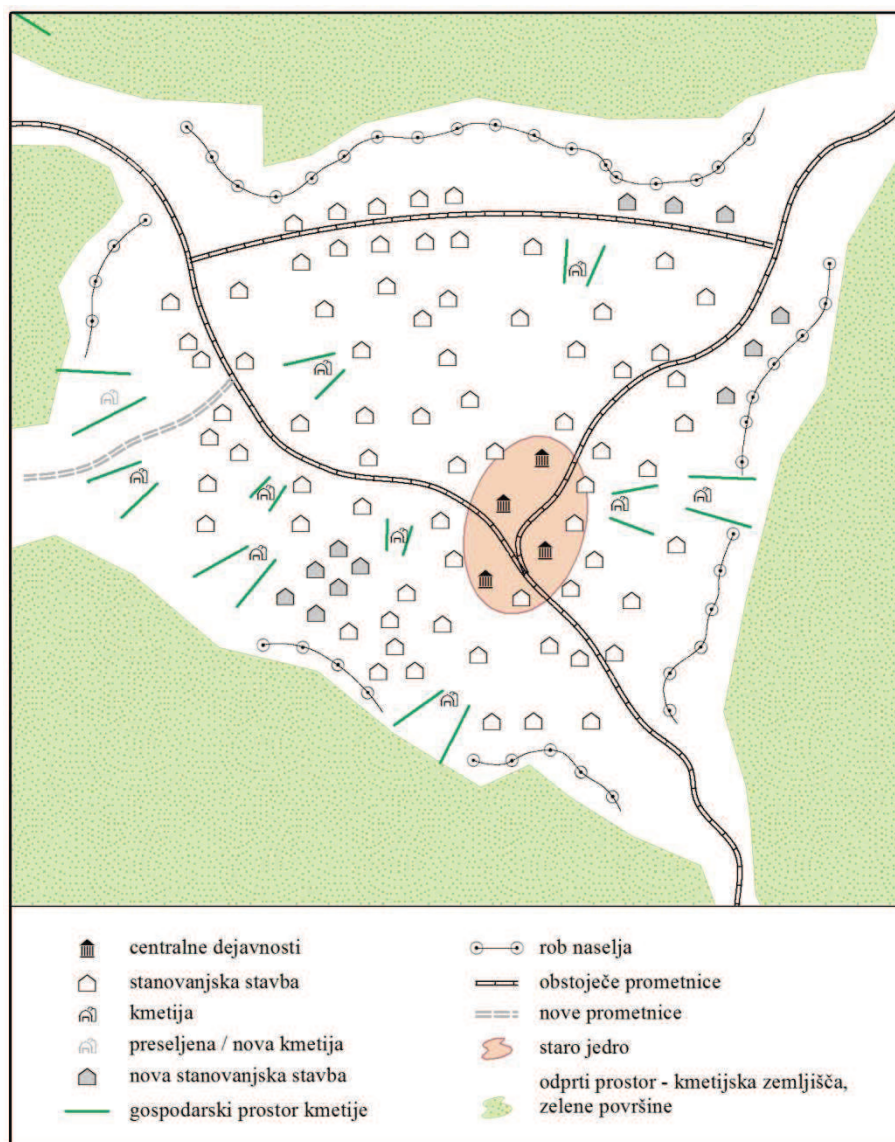 centralne dejavnosti
stanovanjska stavba
kmetija
preseljena / nova kmetija
nova stanovanjska stavba
gospodarski prostor kmetije
rob naselja
obstoječe prometnice
nove prometnice
staro jedro
odprti prostor - kmetijska zemljišča,
zelene površine